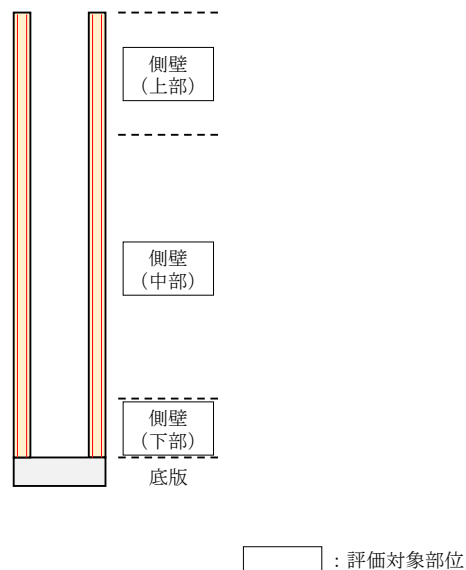 側壁
（上部）
側壁
（中部）
側壁
（下部）
底版
：評価対象部位